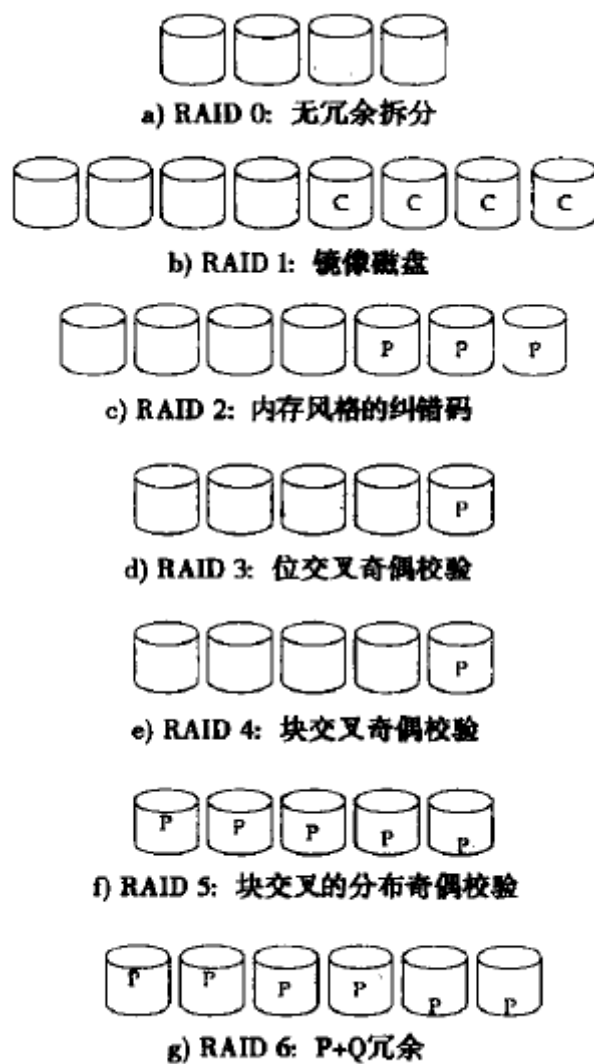 a) RAID 0: 无冗余拆分
C C C C
b) RAID 1: 镜像磁盘
P P P
c) RAID 2: 内存风格的纠错码
P
d) RAID 3: 位交叉奇偶校验
P
e) RAID 4: 块交叉奇偶校验
P P P P P
f) RAID 5: 块交叉的分布奇偶校验
P P P P P P
g) RAID 6: P+Q冗余